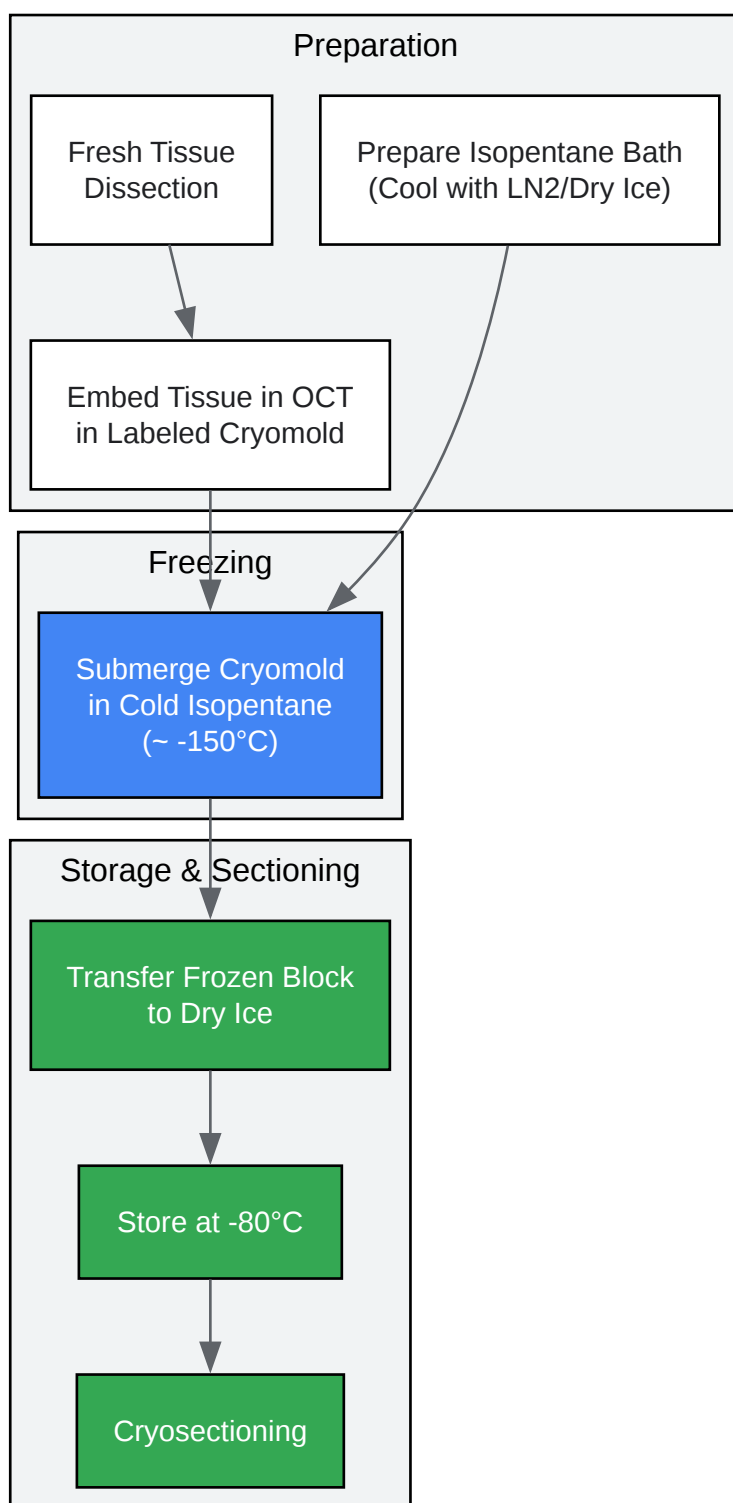 Preparation
Fresh Tissue
Dissection
Prepare Isopentane Bath
(Cool with LN2/Dry Ice)
Embed Tissue in OCT
in Labeled Cryomold
Freezing
Submerge Cryomold
in Cold Isopentane
(~ -150°C)
Storage & Sectioning
Transfer Frozen Block
to Dry Ice
Store at -80°C
Cryosectioning